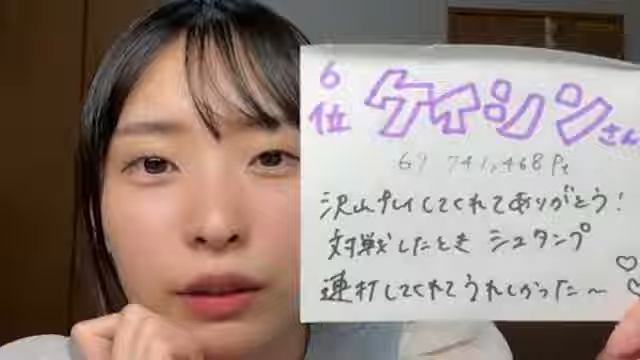 6位 ケイシンさん
69 741,468Pt
沢山プレイしてくれてありがとう！
対戦したとき シュタンプ
連打してくれてうれしかった〜♡♡